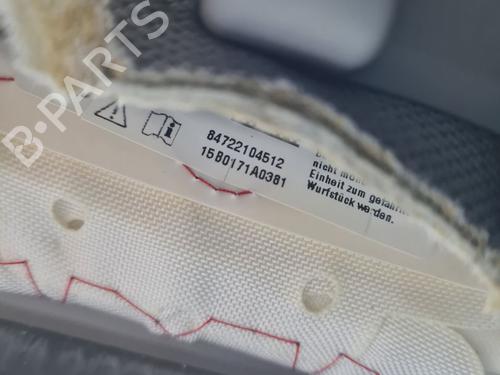 B-PARTS
84722104512
15B0171A0381
nicht mon
Einheit zum gefähr
Wurfstück werden.